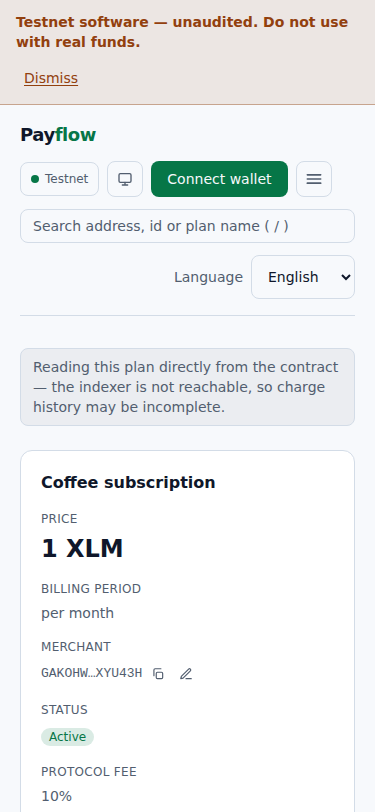 Testnet software — unaudited. Do not use
with real funds.
Dismiss
Payflow
Testnet
Connect wallet
Search address, id or plan name ( / )
Language
English
Reading this plan directly from the contract
— the indexer is not reachable, so charge
history may be incomplete.
Coffee subscription
PRICE
1 XLM
BILLING PERIOD
per month
MERCHANT
GAKOHW…XYU43H
STATUS
Active
PROTOCOL FEE
10%